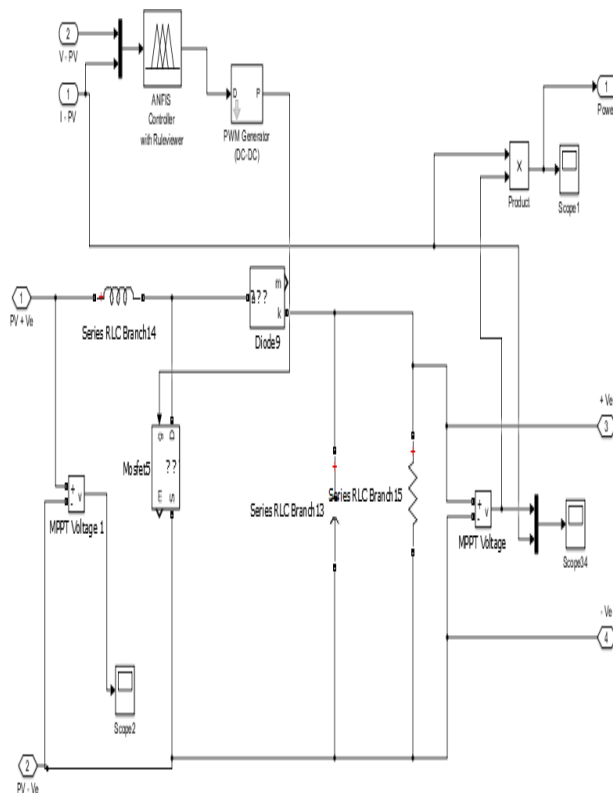 2
V - PV
1
I - PV
ANFIS
Controller
with Ruleviewer
D P
PWM Generator
(DC-DC)
1
Power
×
Product
Scope1
1
PV + Ve
Series RLC Branch14
m
a ??
k
Diode9
g D
??
m S
Mosfet5
+
-
v
MPPT Voltage 1
Scope2
+
Series RLC Branch13
+
Series RLC Branch15
+
-
v
MPPT Voltage
Scope34
+ Ve
3
- Ve
4
2
PV - Ve